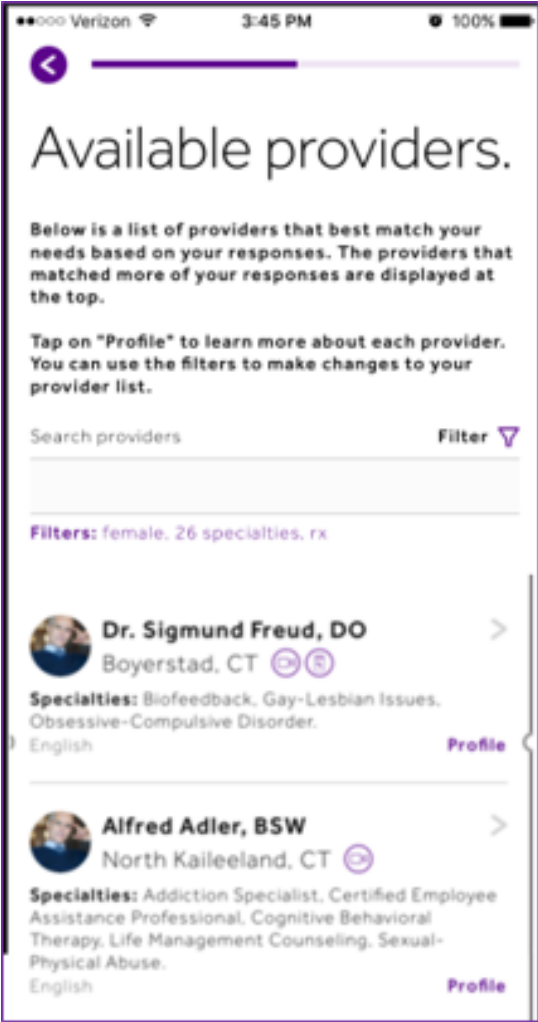 Verizon 3:45 PM 100%
Available providers.
Below is a list of providers that best match your
needs based on your responses. The providers that
matched more of your responses are displayed at
the top.
Tap on "Profile" to learn more about each provider.
You can use the filters to make changes to your
provider list.
Search providers Filter
Filters: female, 26 specialties, rx
Dr. Sigmund Freud, DO
Boyerstad, CT
Specialties: Biofeedback, Gay-Lesbian Issues,
Obsessive-Compulsive Disorder.
English Profile
Alfred Adler, BSW
North Kaileeland, CT
Specialties: Addiction Specialist, Certified Employee
Assistance Professional, Cognitive Behavioral
Therapy, Life Management Counseling, Sexual-
Physical Abuse.
English Profile